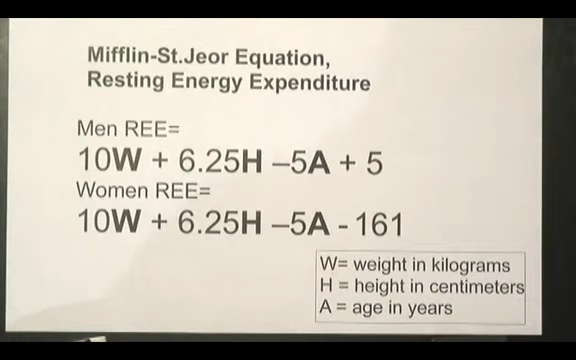 Mifflin-St.Jeor Equation,
Resting Energy Expenditure
Men REE=
10W + 6.25H –5A + 5
Women REE=
10W + 6.25H –5A - 161
W= weight in kilograms
H = height in centimeters
A = age in years